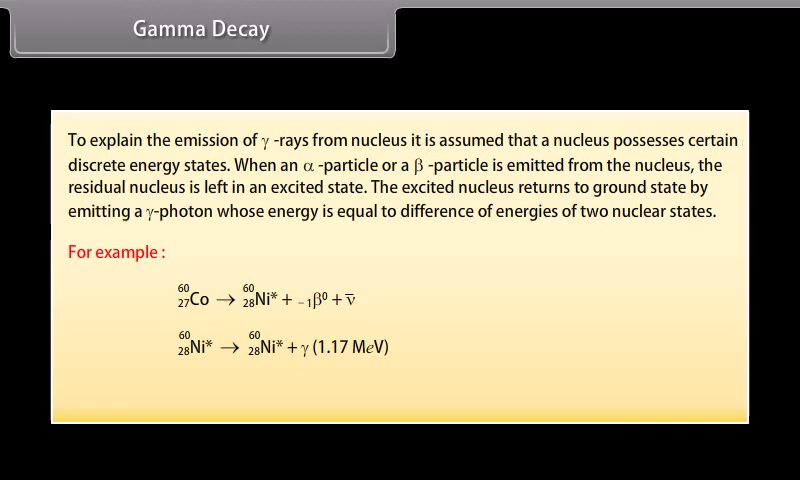 Gamma Decay
To explain the emission of γ -rays from nucleus it is assumed that a nucleus possesses certain
discrete energy states. When an α -particle or a β -particle is emitted from the nucleus, the
residual nucleus is left in an excited state. The excited nucleus returns to ground state by
emitting a γ-photon whose energy is equal to difference of energies of two nuclear states.
For example :
⁶⁰₂₇Co → ⁶⁰₂₈Ni* + ₋₁β⁰ + ν̅
⁶⁰₂₈Ni* → ⁶⁰₂₈Ni* + γ (1.17 MeV)